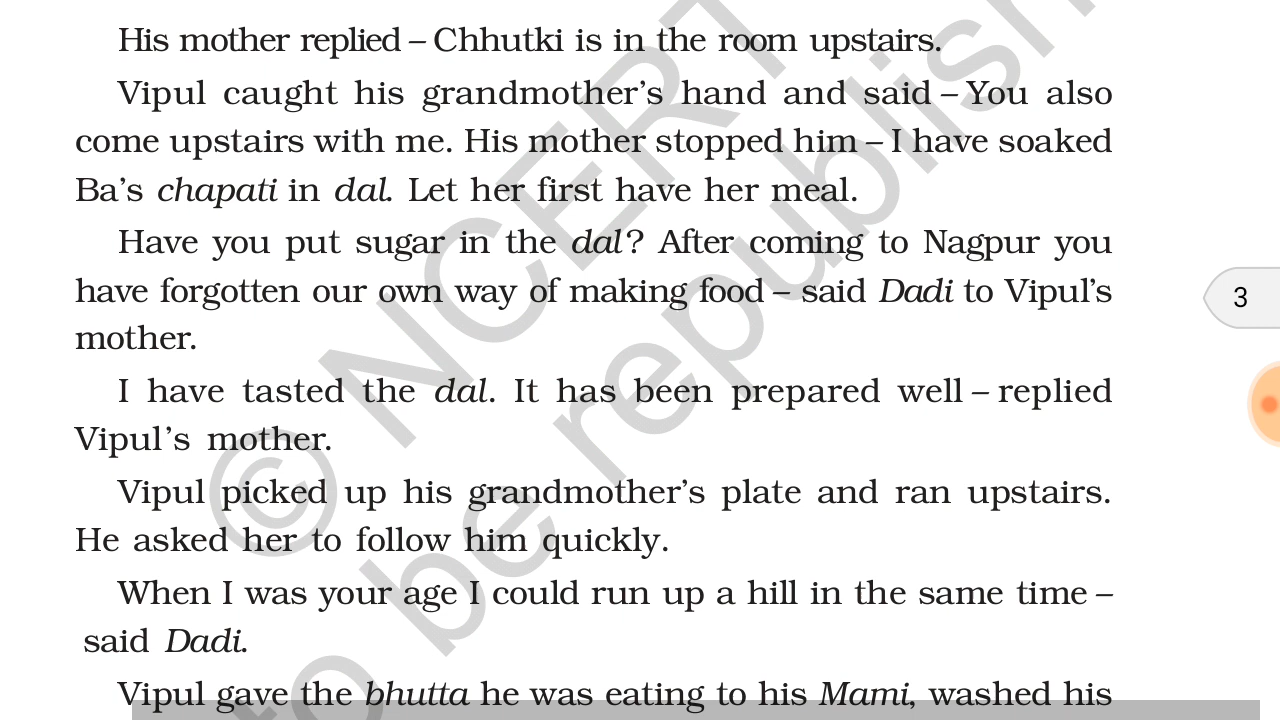 His mother replied – Chhutki is in the room upstairs.
Vipul caught his grandmother’s hand and said – You also
come upstairs with me. His mother stopped him – I have soaked
Ba’s chapati in dal. Let her first have her meal.
Have you put sugar in the dal? After coming to Nagpur you
have forgotten our own way of making food – said Dadi to Vipul’s
mother.
3
I have tasted the dal. It has been prepared well – replied
Vipul’s mother.
Vipul picked up his grandmother’s plate and ran upstairs.
He asked her to follow him quickly.
When I was your age I could run up a hill in the same time –
said Dadi.
Vipul gave the bhutta he was eating to his Mami, washed his
© NCERT
to be republish